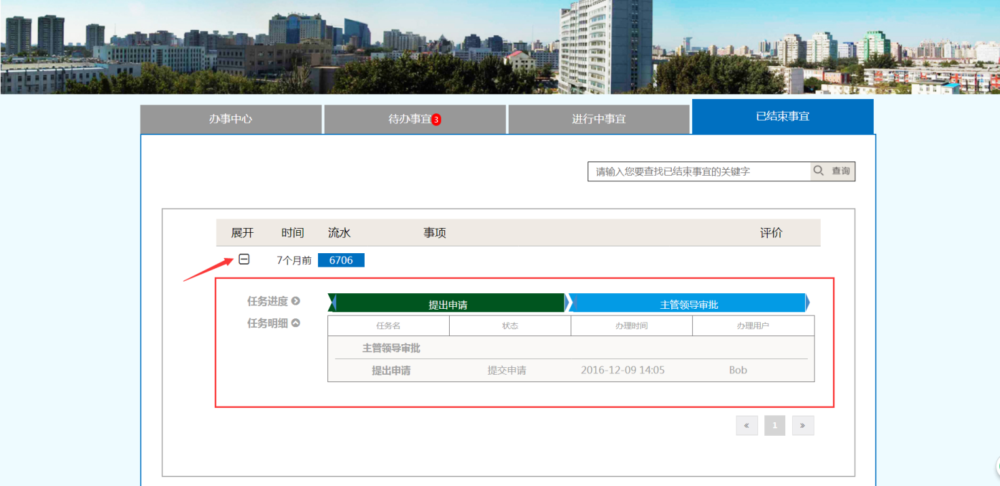 办事中心 待办事宜 3 进行中事宜 已结束事宜
请输入您要查找已结束事宜的关键字 查询
展开 时间 流水 事项 评价
7个月前 6706
任务进度 提出申请 主管领导审批
任务明细 任务名 状态 办理时间 办理用户
主管领导审批
提出申请 提交申请 2016-12-09 14:05 Bob
« 1 »